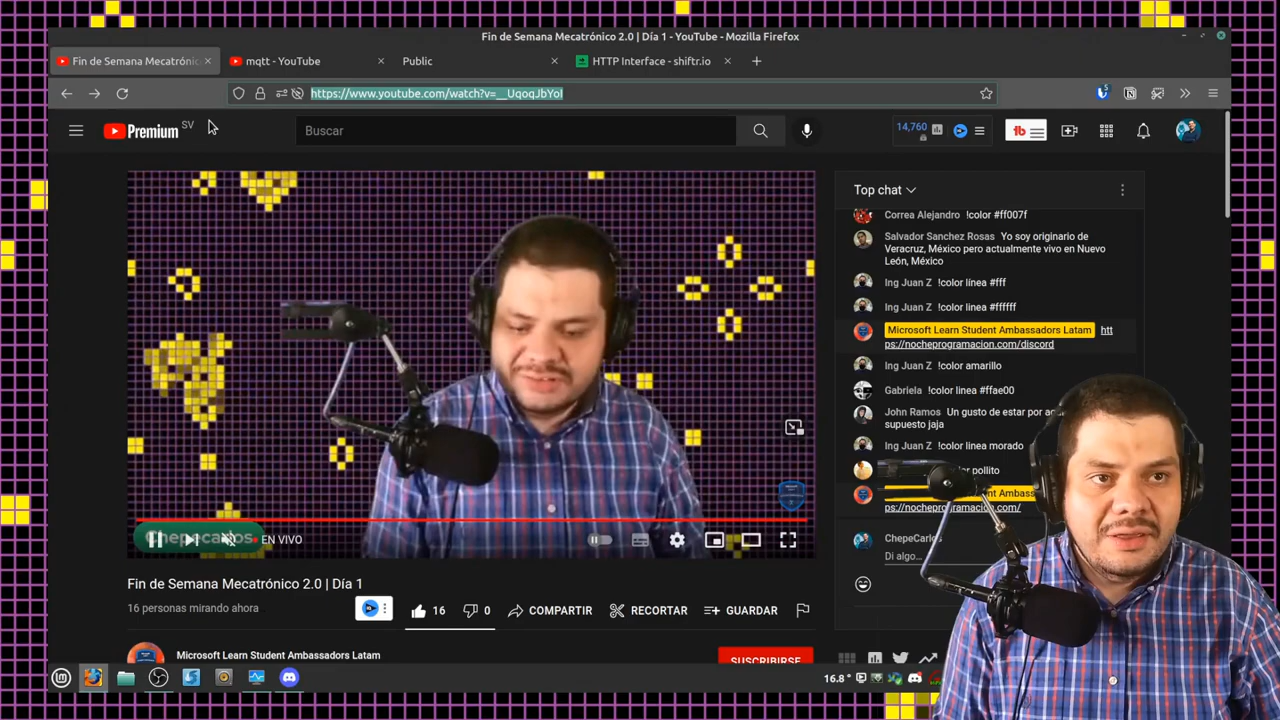 Fin de Semana Mecatrónico 2.0 | Día 1 - YouTube - Mozilla Firefox
Fin de Semana Mecatrónic
mqtt - YouTube
Public
HTTP Interface - shiftr.io
https://www.youtube.com/watch?v=__UqoqJbYoI
Premium SV
Buscar
14,760
Top chat
Correa Alejandro !color #ff007f
Salvador Sanchez Rosas Yo soy originario de
Veracruz, México pero actualmente vivo en Nuevo
León, México
Ing Juan Z !color línea #fff
Ing Juan Z !color linea #ffffff
Microsoft Learn Student Ambassadors Latam htt
ps://nocheprogramacion.com/discord
Ing Juan Z !color amarillo
Gabriela !color linea #ffae00
John Ramos Un gusto de estar por
supuesto jaja
Ing Juan Z !color linea morado
pollito
ps://nocheprogramacion.com/
ChepeCarlos
Di algo...
Chepecarlos
EN VIVO
Fin de Semana Mecatrónico 2.0 | Día 1
16 personas mirando ahora
16
0
COMPARTIR
RECORTAR
GUARDAR
Microsoft Learn Student Ambassadors Latam
SUSCRIBIRSE
16.8°